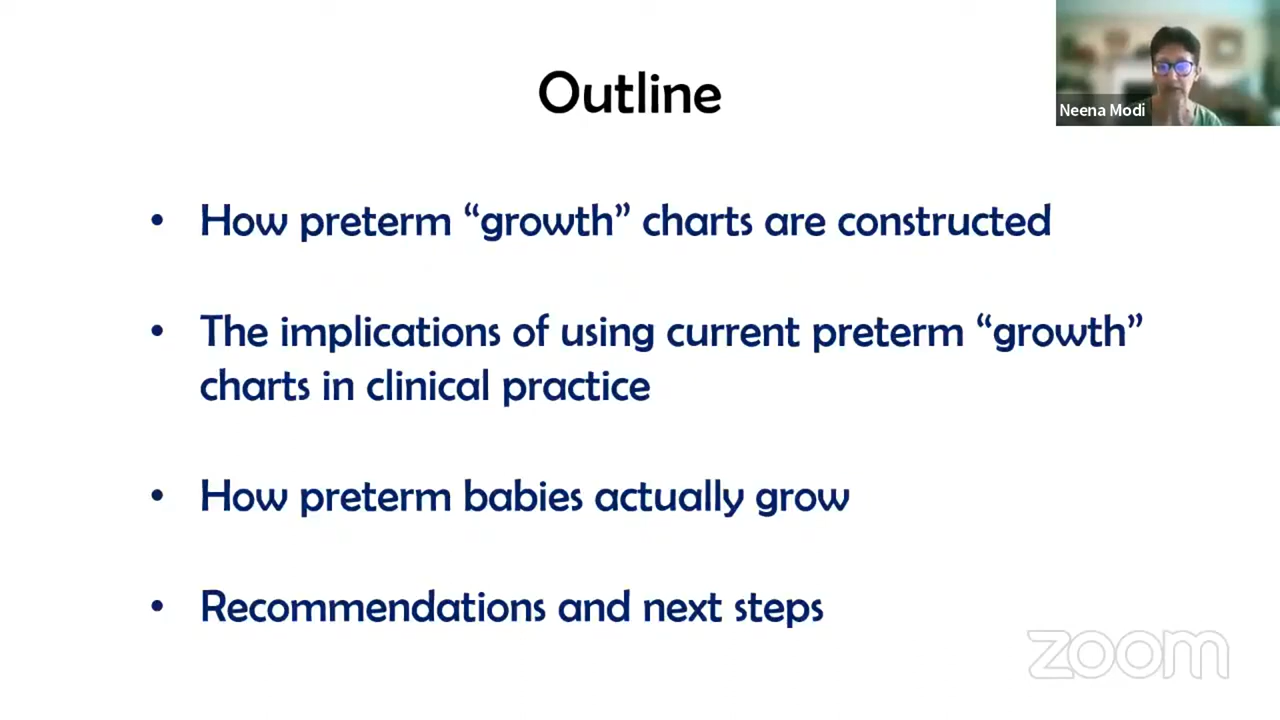 Outline
Neena Modi
• How preterm “growth” charts are constructed
• The implications of using current preterm “growth”
charts in clinical practice
• How preterm babies actually grow
• Recommendations and next steps
zoom